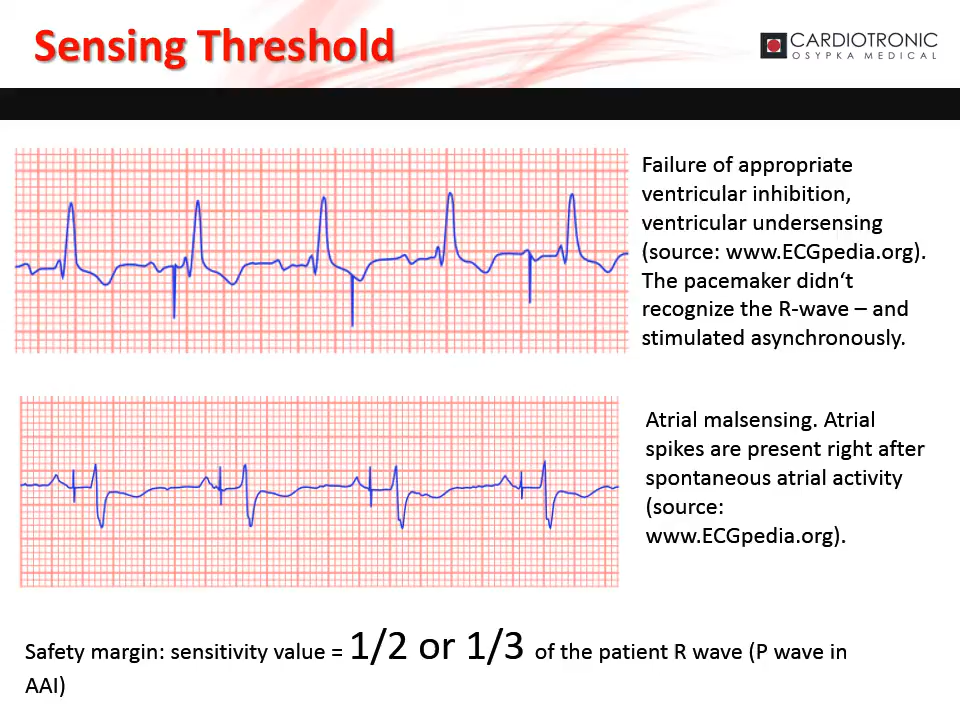 Sensing Threshold
CARDIOTRONIC
OSYPKA MEDICAL
Failure of appropriate
ventricular inhibition,
ventricular undersensing
(source: www.ECGpedia.org).
The pacemaker didn‘t
recognize the R-wave – and
stimulated asynchronously.
Atrial malsensing. Atrial
spikes are present right after
spontaneous atrial activity
(source:
www.ECGpedia.org).
Safety margin: sensitivity value = 1/2 or 1/3 of the patient R wave (P wave in
AAI)